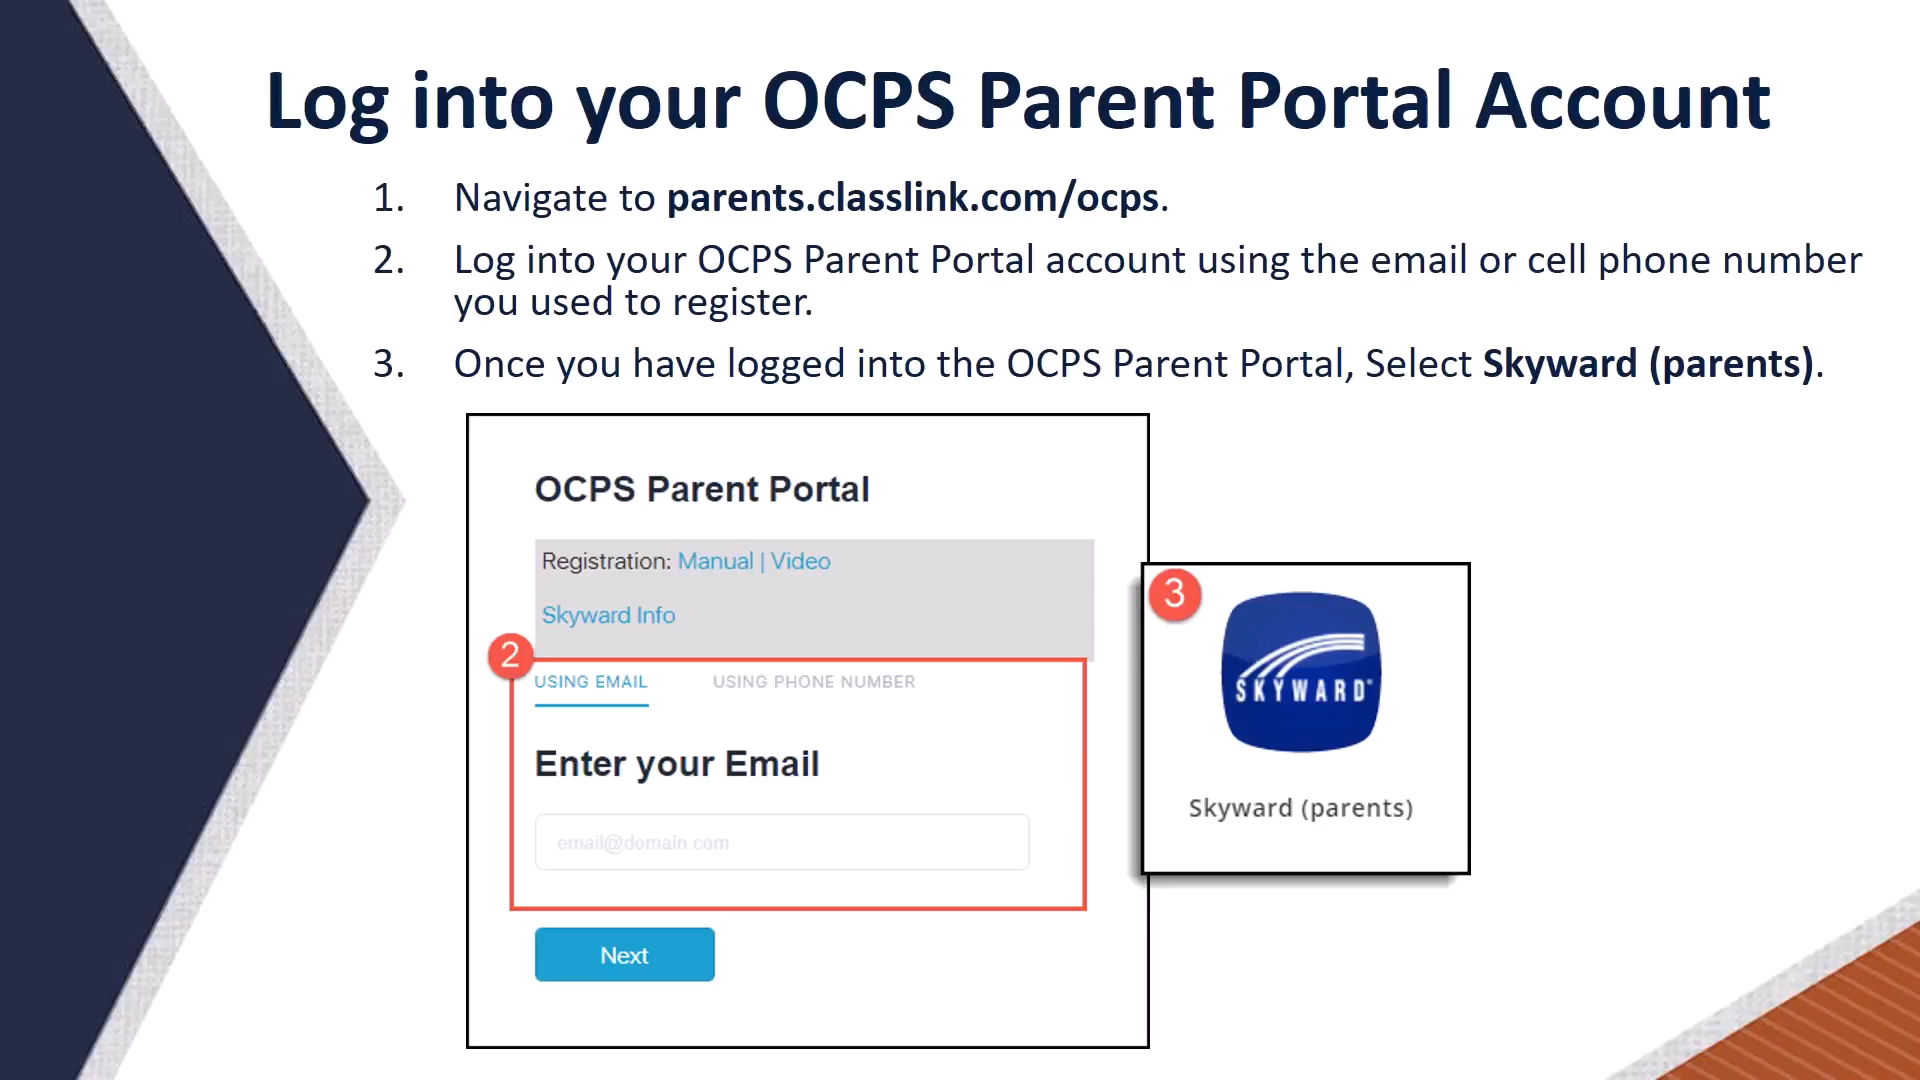 Log into your OCPS Parent Portal Account
1. Navigate to parents.classlink.com/ocps.
2. Log into your OCPS Parent Portal account using the email or cell phone number
you used to register.
3. Once you have logged into the OCPS Parent Portal, Select Skyward (parents).
OCPS Parent Portal
Registration: Manual | Video
Skyward Info
2
USING EMAIL USING PHONE NUMBER
Enter your Email
email@domain.com
Next
3
SKYWARD
Skyward (parents)